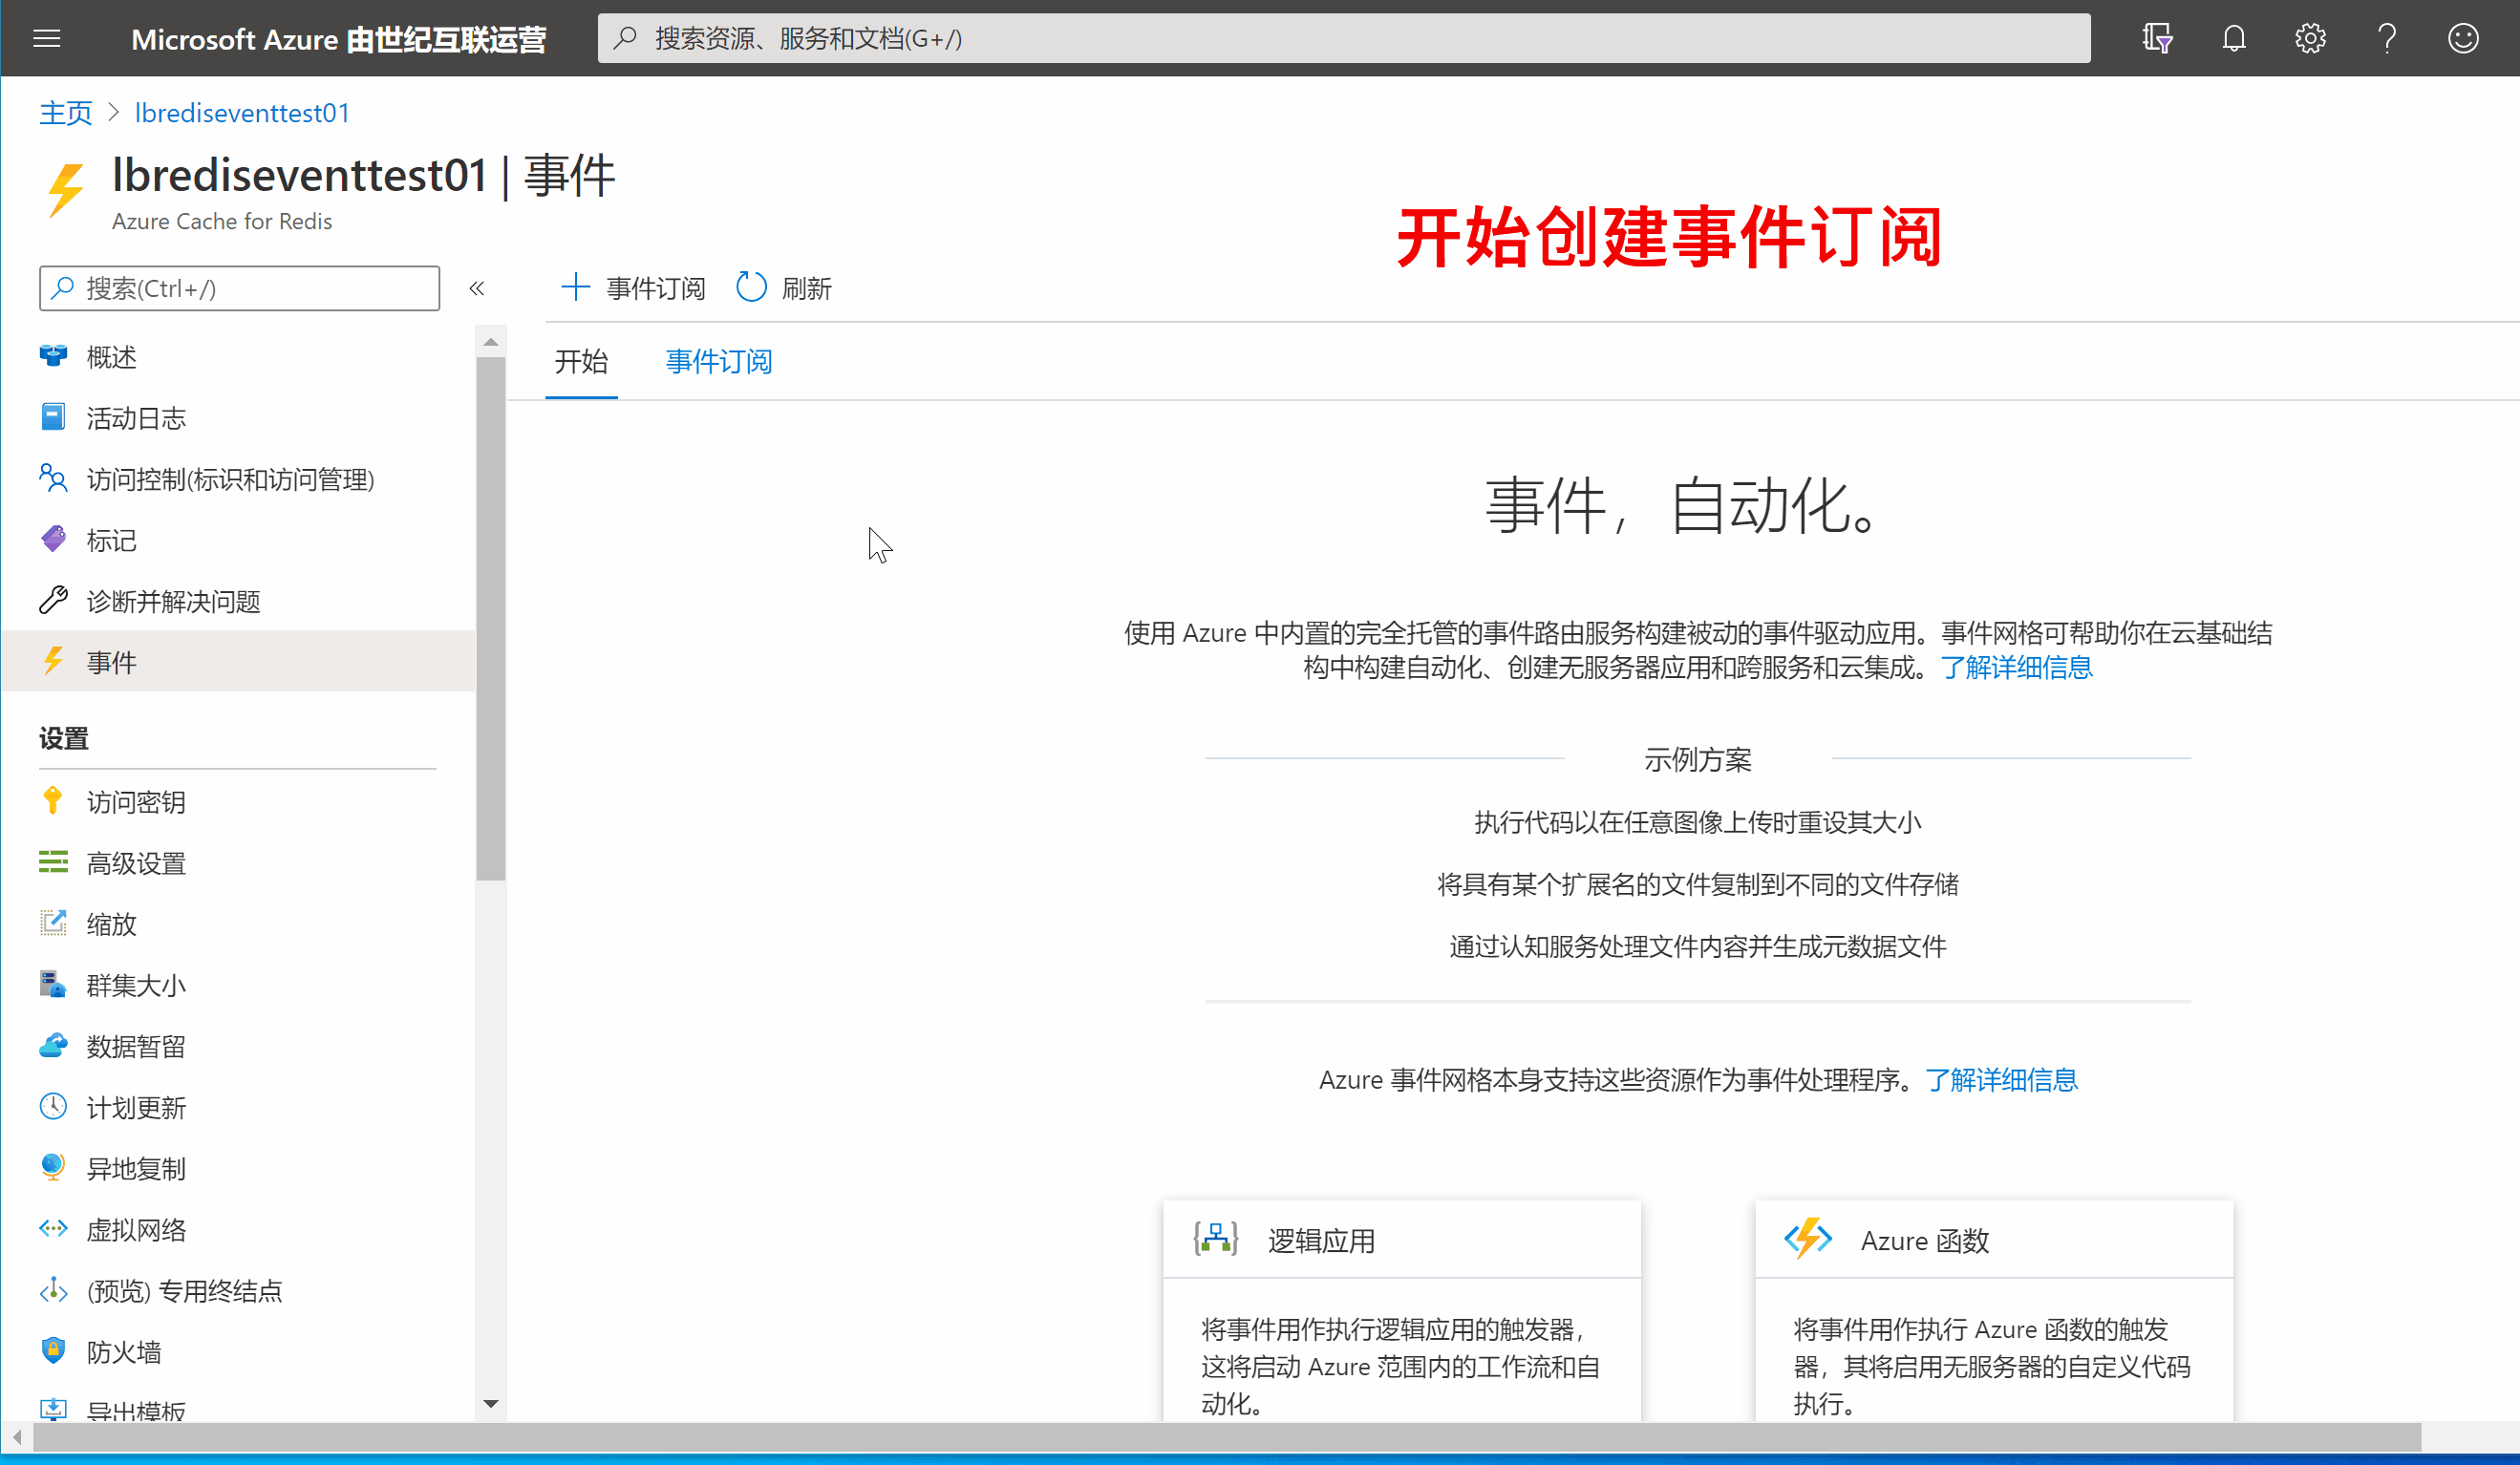 Microsoft Azure 由世纪互联运营
搜索资源、服务和文档(G+/)
主页 > lbrediseventtest01
lbrediseventtest01 | 事件
Azure Cache for Redis
开始创建事件订阅
搜索(Ctrl+/)
«
事件订阅
刷新
概述
活动日志
访问控制(标识和访问管理)
标记
诊断并解决问题
事件
设置
访问密钥
高级设置
缩放
群集大小
数据暂留
计划更新
异地复制
虚拟网络
(预览) 专用终结点
防火墙
导出模板
开始
事件订阅
事件，自动化。
使用 Azure 中内置的完全托管的事件路由服务构建被动的事件驱动应用。事件网格可帮助你在云基础结
构中构建自动化、创建无服务器应用和跨服务和云集成。了解详细信息
示例方案
执行代码以在任意图像上传时重设其大小
将具有某个扩展名的文件复制到不同的文件存储
通过认知服务处理文件内容并生成元数据文件
Azure 事件网格本身支持这些资源作为事件处理程序。了解详细信息
逻辑应用
将事件用作执行逻辑应用的触发器，
这将启动 Azure 范围内的工作流和自
动化。
Azure 函数
将事件用作执行 Azure 函数的触发
器，其将启用无服务器的自定义代码
执行。